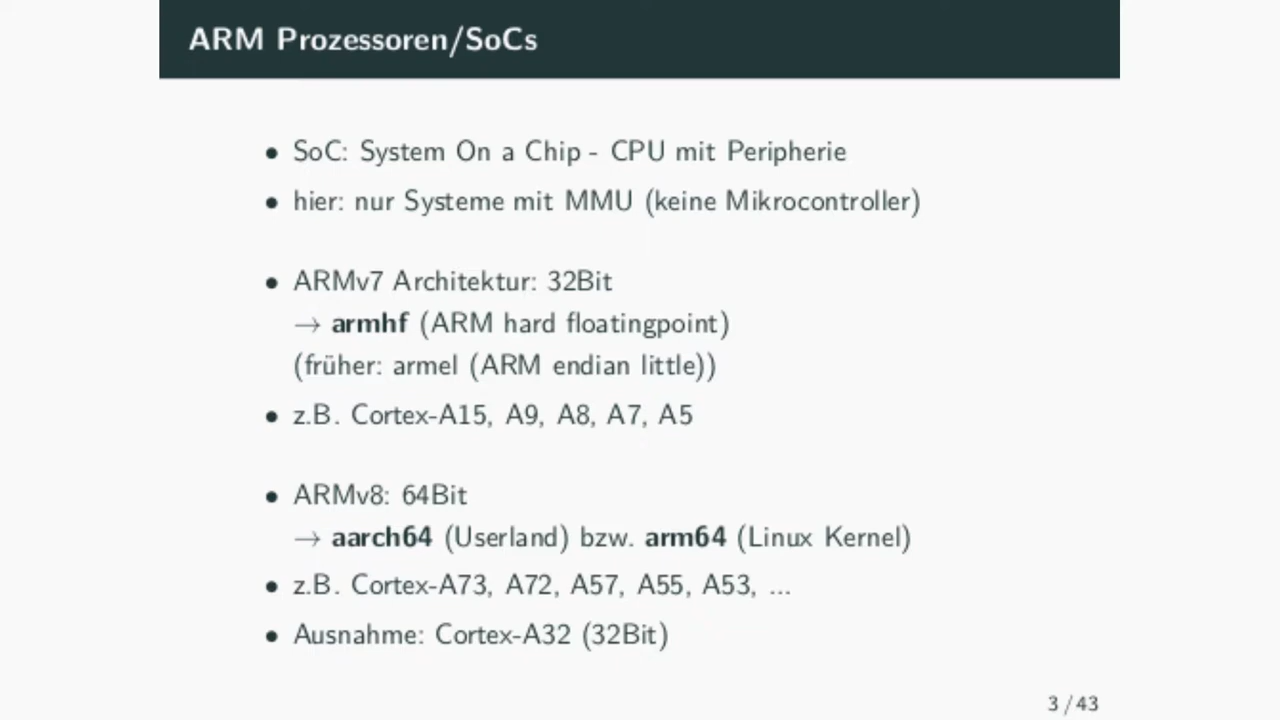 ARM Prozessoren/SoCs
• SoC: System On a Chip - CPU mit Peripherie
• hier: nur Systeme mit MMU (keine Mikrocontroller)
• ARMv7 Architektur: 32Bit
→ armhf (ARM hard floatingpoint)
(früher: armel (ARM endian little))
• z.B. Cortex-A15, A9, A8, A7, A5
• ARMv8: 64Bit
→ aarch64 (Userland) bzw. arm64 (Linux Kernel)
• z.B. Cortex-A73, A72, A57, A55, A53, ...
• Ausnahme: Cortex-A32 (32Bit)
3 / 43